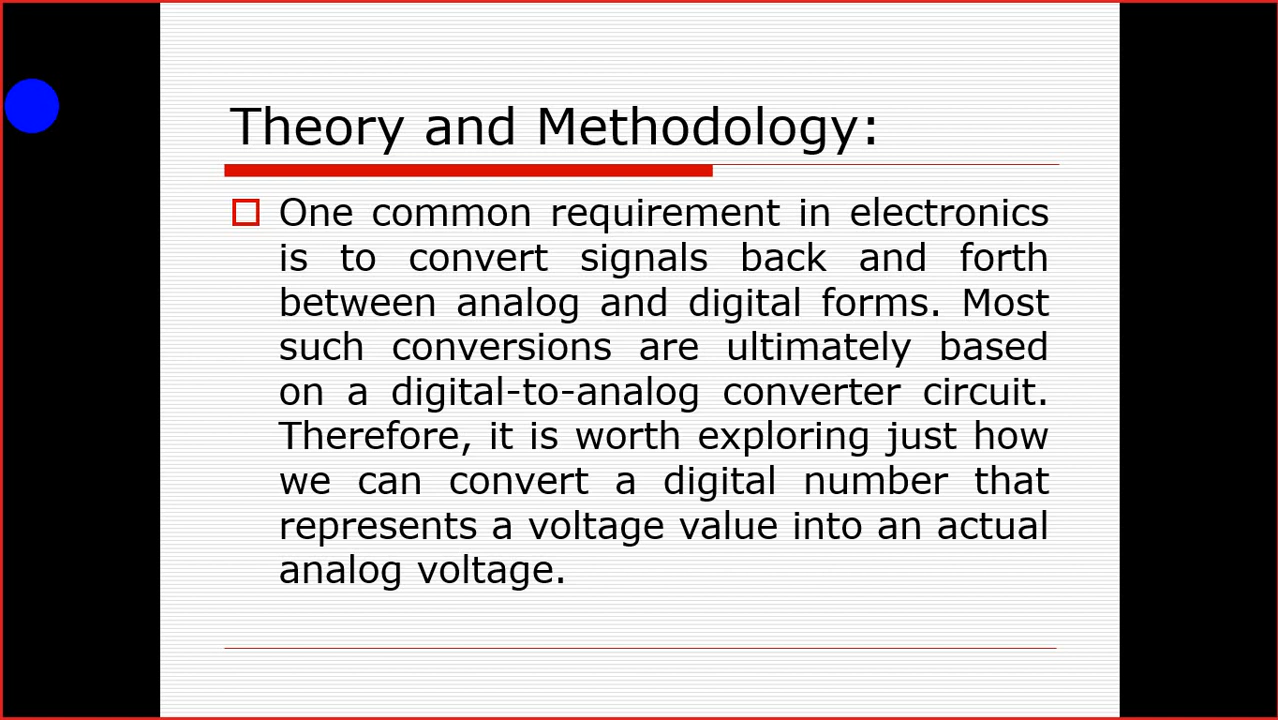 Theory and Methodology:
One common requirement in electronics
is to convert signals back and forth
between analog and digital forms. Most
such conversions are ultimately based
on a digital-to-analog converter circuit.
Therefore, it is worth exploring just how
we can convert a digital number that
represents a voltage value into an actual
analog voltage.